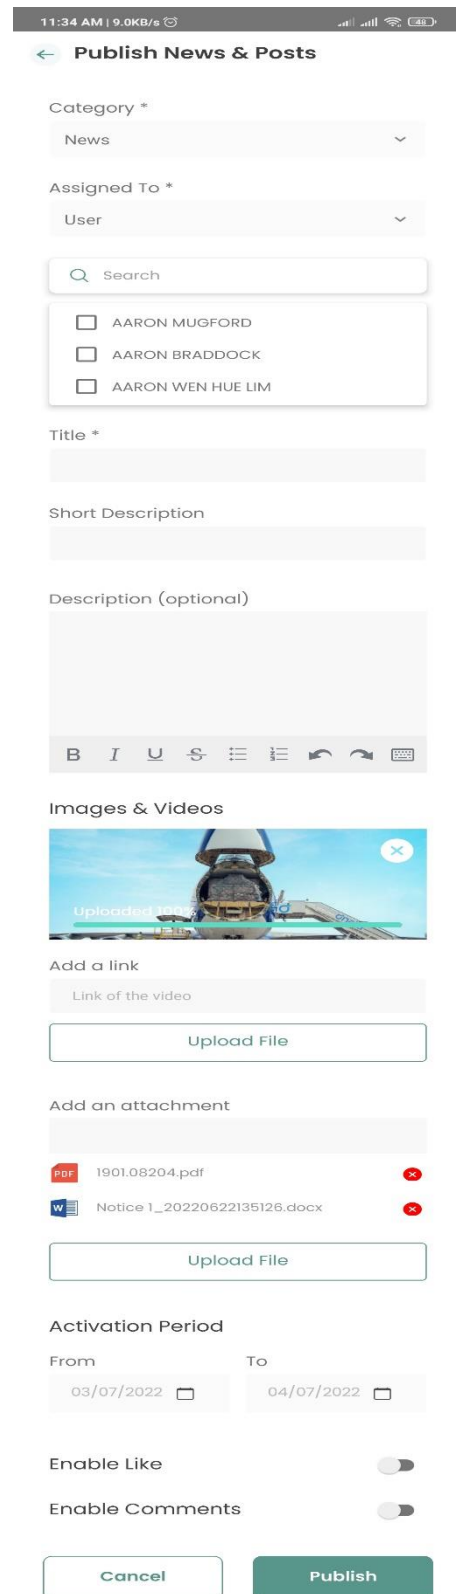 11:34 AM | 9.0KB/s
48
Publish News & Posts
Category *
News
Assigned To *
User
Search
AARON MUGFORD
AARON BRADDOCK
AARON WEN HUE LIM
Title *
Short Description
Description (optional)
B I U S
Images & Videos
Uploaded 100%
Add a link
Link of the video
Upload File
Add an attachment
PDF 1901.08204.pdf
W Notice 1_20220622135126.docx
Upload File
Activation Period
From To
03/07/2022 04/07/2022
Enable Like
Enable Comments
Cancel Publish